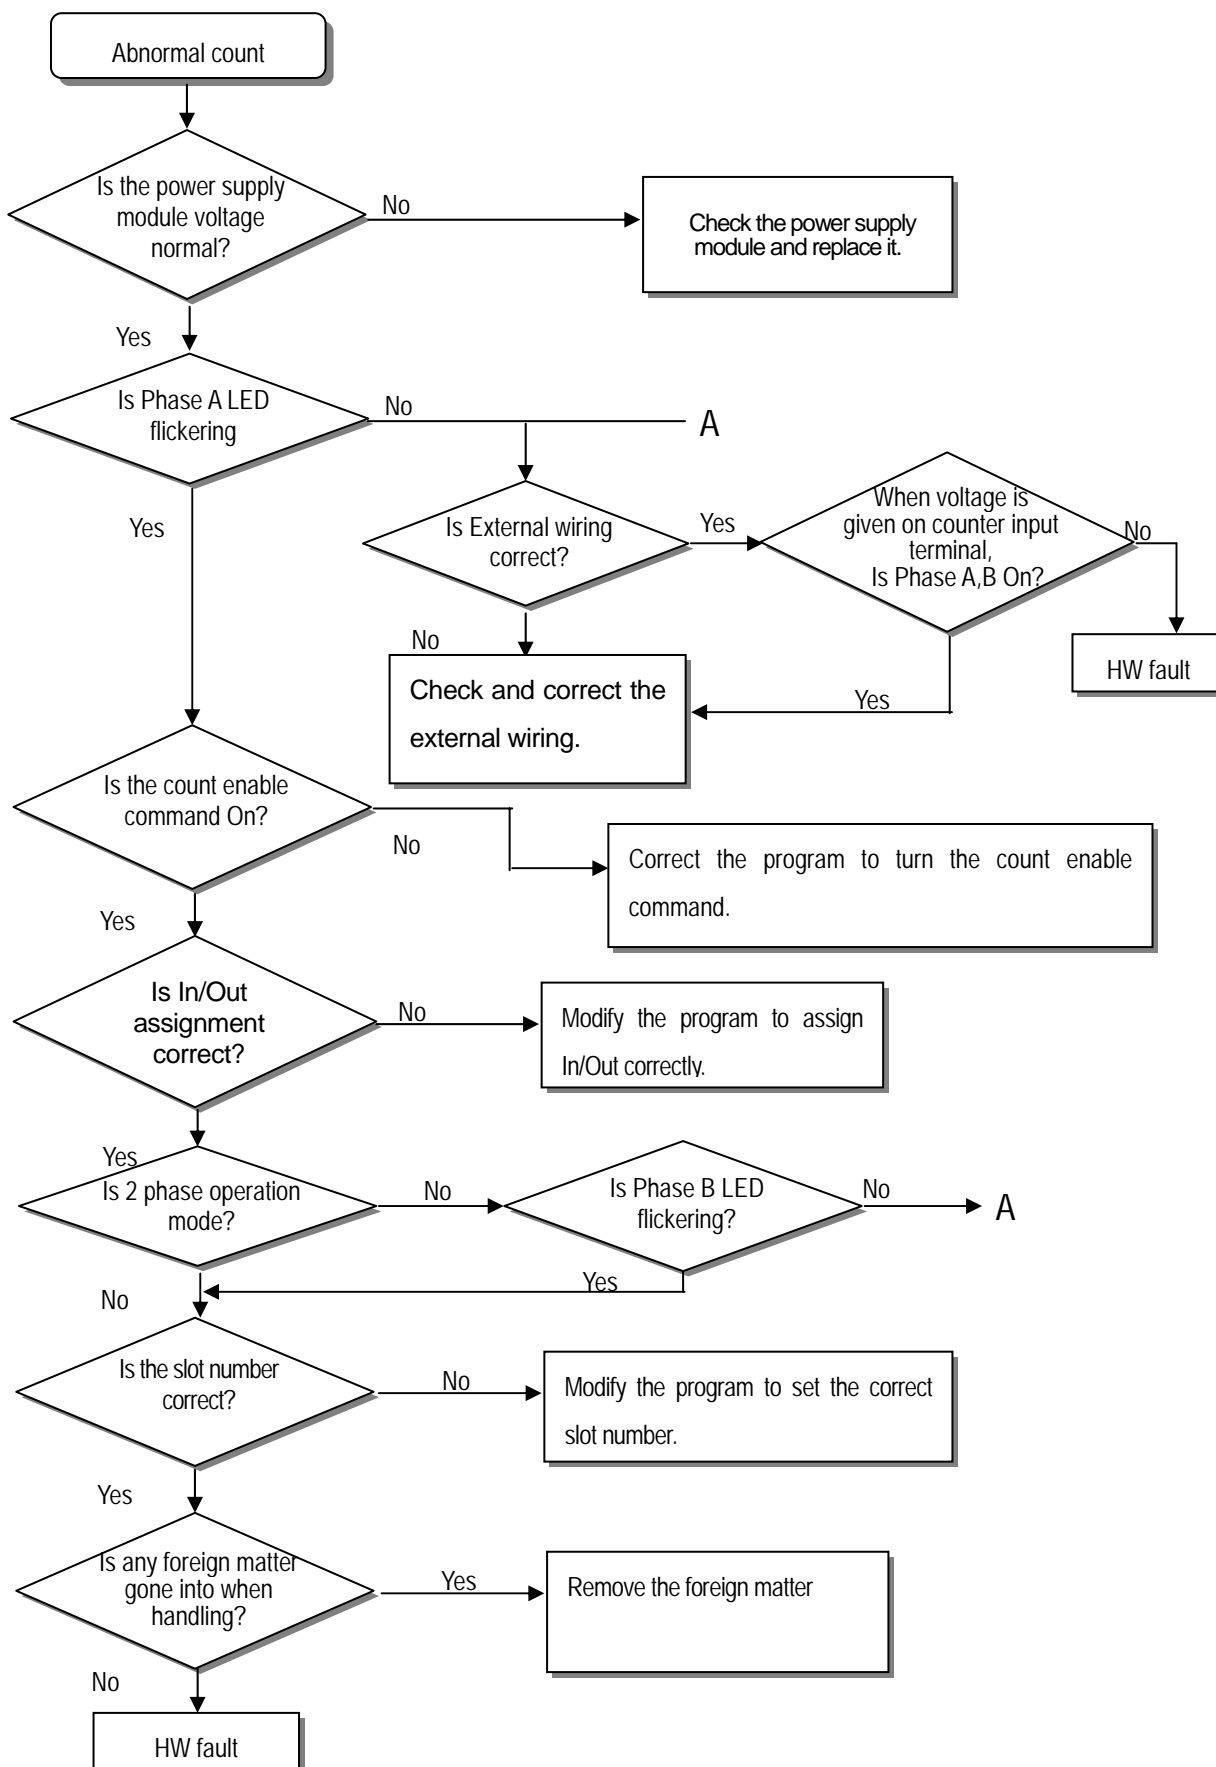 Abnormal count
Is the power supply
module voltage
normal?
No
Check the power supply
module and replace it.
Yes
Is Phase A LED
flickering
No
A
Yes
Is External wiring
correct?
Yes
When voltage is
given on counter input
terminal,
Is Phase A,B On?
No
HW fault
No
Check and correct the
external wiring.
Yes
Is the count enable
command On?
No
Correct the program to turn the count enable
command.
Yes
Is In/Out
assignment
correct?
No
Modify the program to assign
In/Out correctly.
Yes
Is 2 phase operation
mode?
No
Is Phase B LED
flickering?
No
A
Yes
No
Is the slot number
correct?
No
Modify the program to set the correct
slot number.
Yes
Is any foreign matter
gone into when
handling?
Yes
Remove the foreign matter
No
HW fault